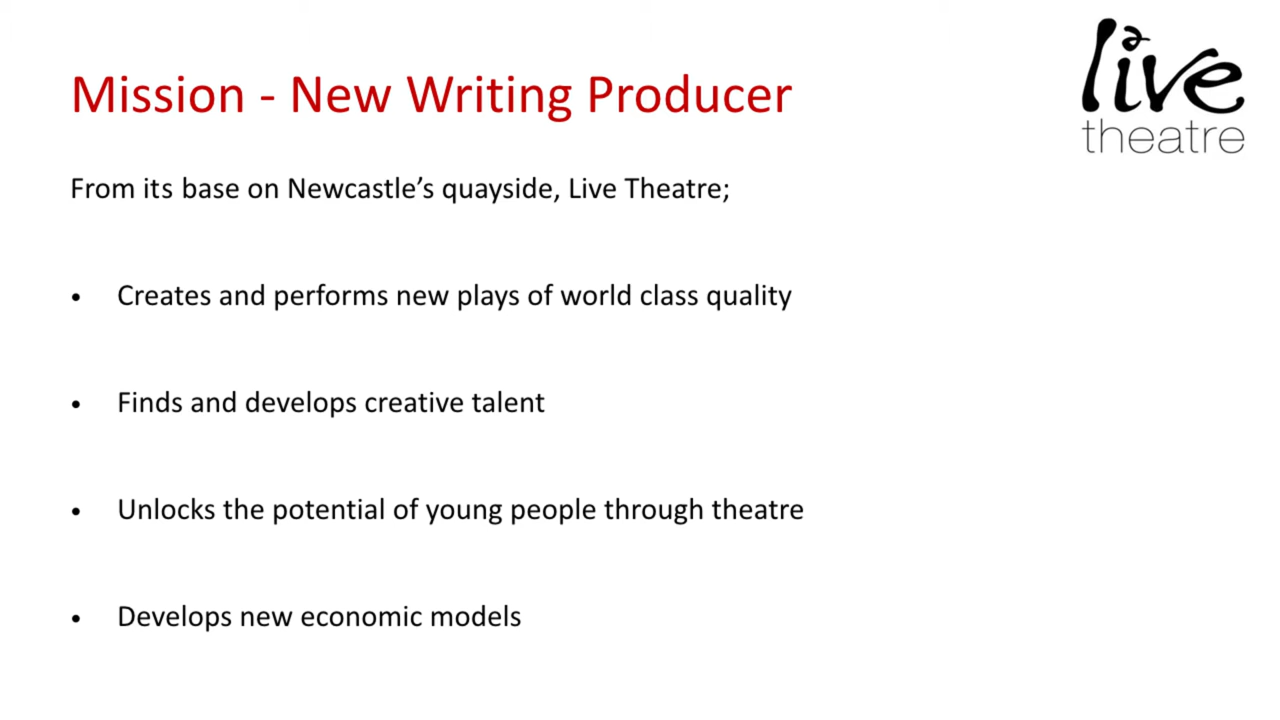 Mission - New Writing Producer
live
theatre
From its base on Newcastle’s quayside, Live Theatre;
• Creates and performs new plays of world class quality
• Finds and develops creative talent
• Unlocks the potential of young people through theatre
• Develops new economic models